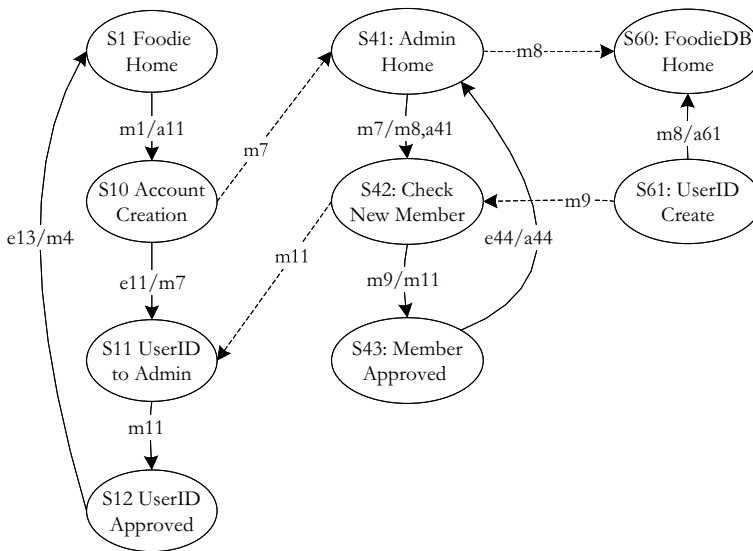 S1 Foodie
Home
S41: Admin
Home
S60: FoodieDB
Home
m8
m1/a11
m7
m7/m8,a41
m8/a61
S10 Account
Creation
S42: Check
New Member
m9
S61: UserID
Create
e13/m4
e11/m7
m11
m9/m11
e44/a44
S11 UserID
to Admin
S43: Member
Approved
m11
S12 UserID
Approved